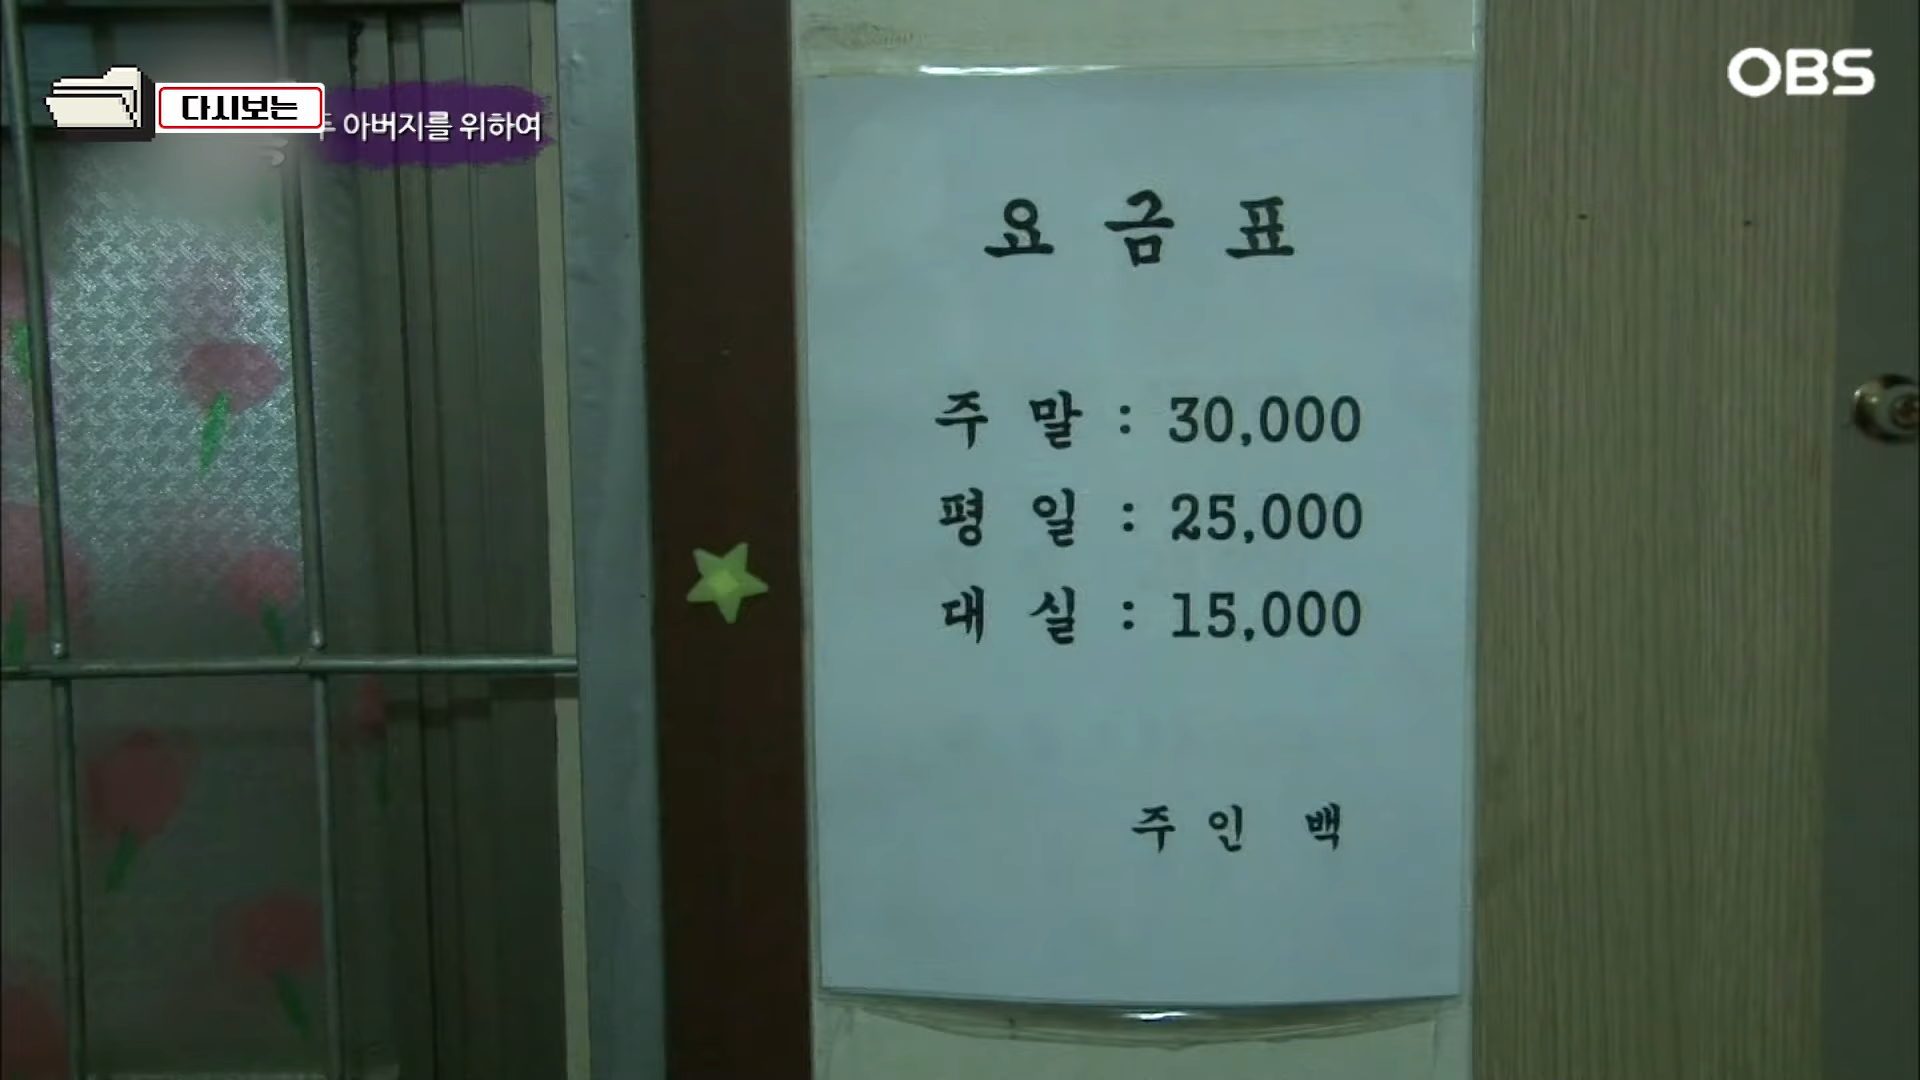 다시보는
아버지를 위하여
OBS
요 금 표
주 말 : 30,000
평 일 : 25,000
대 실 : 15,000
주 인 백